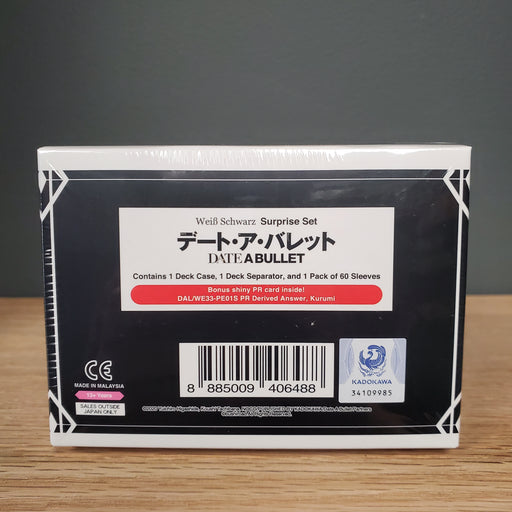 Weiß Schwarz Surprise Set
デート・ア・バレット
DATE A BULLET
Contains 1 Deck Case, 1 Deck Separator, and 1 Pack of 60 Sleeves
Bonus shiny PR card inside!
DAL/WE33-PE01S PR Derived Answer, Kurumi
CE
MADE IN MALAYSIA
13+ Years
SALES OUTSIDE
JAPAN ONLY
8 885009 406488
KADOKAWA
34109985